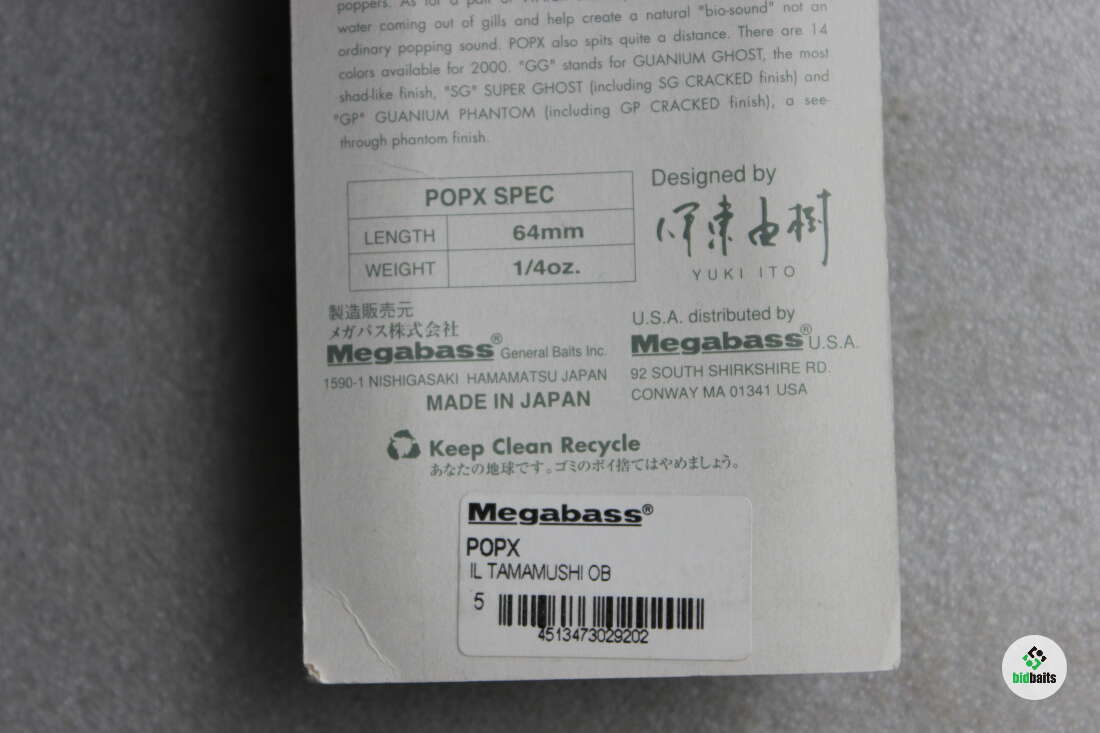 poppers. As for a pair of
water coming out of gills and help create a natural "bio-sound" not an
ordinary popping sound. POPX also spits quite a distance. There are 14
colors available for 2000. "GG" stands for GUANIUM GHOST, the most
shad-like finish, "SG" SUPER GHOST (including SG CRACKED finish) and
"GP" GUANIUM PHANTOM (including GP CRACKED finish), a see-
through phantom finish.
POPX SPEC
LENGTH 64mm
WEIGHT 1/4oz.
Designed by
伊東由樹
YUKI ITO
製造販売元
メガバス株式会社
Megabass® General Baits Inc.
1590-1 NISHIGASAKI HAMAMATSU JAPAN
MADE IN JAPAN
U.S.A. distributed by
Megabass® U.S.A.
92 SOUTH SHIRKSHIRE RD.
CONWAY MA 01341 USA
Keep Clean Recycle
あなたの地球です。ゴミのポイ捨てはやめましょう。
Megabass®
POPX
IL TAMAMUSHI OB
5
4513473029202
bidbaits